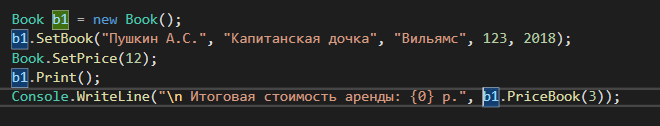 Book b1 = new Book();
b1.SetBook("Пушкин А.С.", "Капитанская дочка", "Вильямс", 123, 2018);
Book.SetPrice(12);
b1.Print();
Console.WriteLine("\n Итоговая стоимость аренды: {0} р.", b1.PriceBook(3));